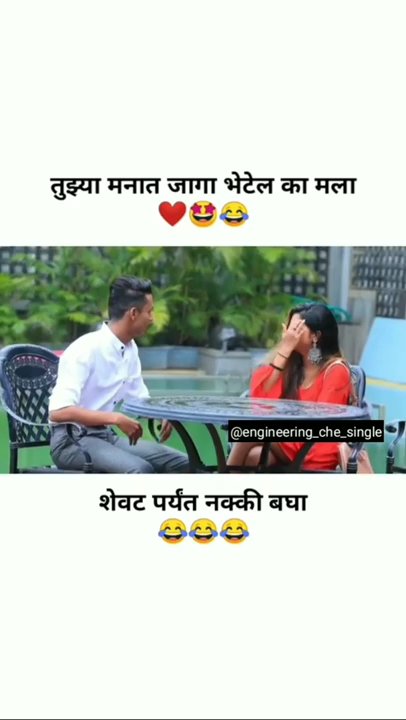 तुझ्या मनात जागा भेटेल का मला
❤️🤩😂
@engineering_che_single
शेवट पर्यंत नक्की बघा
😂😂😂